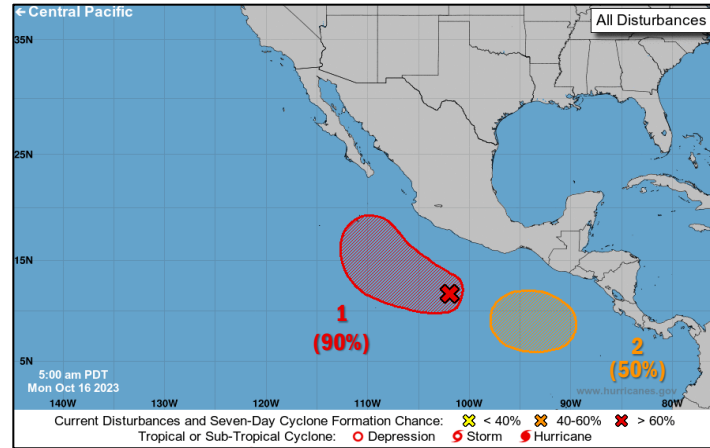 ← Central Pacific
All Disturbances
35N
25N
15N
5N
1
(90%)
2
(50%)
5:00 am PDT
Mon Oct 16 2023
www.hurricanes.gov
140W 130W 120W 110W 100W 90W 80W
Current Disturbances and Seven-Day Cyclone Formation Chance: < 40% 40-60% > 60%
Tropical or Sub-Tropical Cyclone: Depression Storm Hurricane